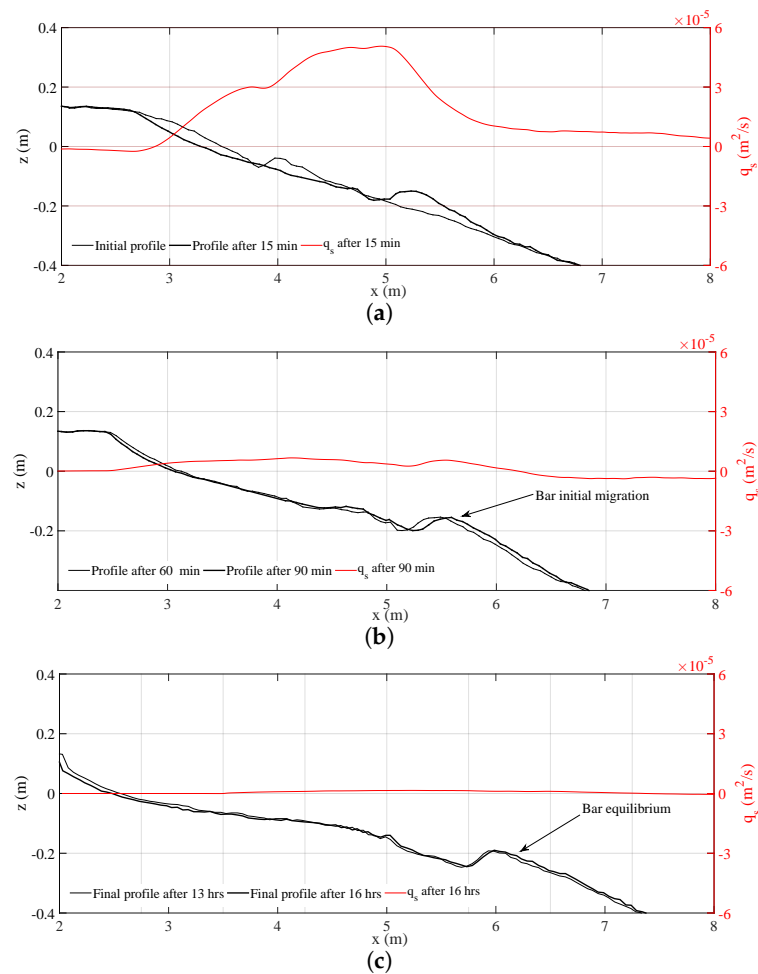 ×10⁻⁵
0.4 6
0.2 3
0 0
-0.2 -3
-0.4 -6
z (m)
q_s (m²/s)
Initial profile Profile after 15 min q_s after 15 min
2 3 4 5 6 7 8
x (m)
(a)
×10⁻⁵
0.4 6
0.2 3
0 0
-0.2 -3
-6
z (m)
(m²/s)
Bar initial migration
Profile after 60 min Profile after 90 min q_s after 90 min
2 3 4 5 6 7 8
x (m)
(b)
×10⁻⁵
0.4 6
0.2 3
0 0
-0.2 -3
-0.4 -6
z (m)
(m²/s)
Bar equilibrium
Final profile after 13 hrs Final profile after 16 hrs q_s after 16 hrs
2 3 4 5 6 7 8
x (m)
(c)